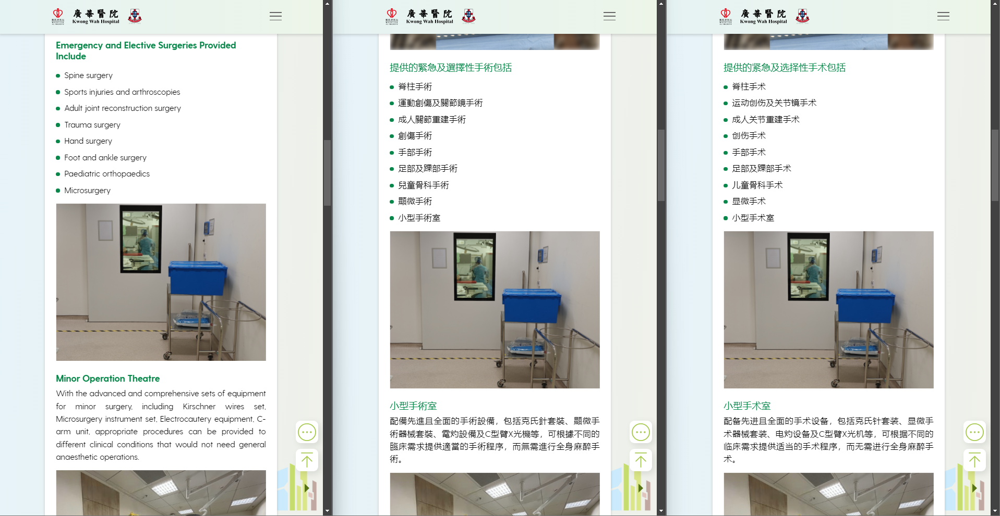 廣華醫院
Kwong Wah Hospital
Emergency and Elective Surgeries Provided
Include
Spine surgery
Sports injuries and arthroscopies
Adult joint reconstruction surgery
Trauma surgery
Hand surgery
Foot and ankle surgery
Paediatric orthopaedics
Microsurgery
Minor Operation Theatre
With the advanced and comprehensive sets of equipment
for minor surgery, including Kirschner wires set,
Microsurgery instrument set, Electrocautery equipment, C-
arm unit, appropriate procedures can be provided to
different clinical conditions that would not need general
anaesthetic operations.
廣華醫院
Kwong Wah Hospital
提供的緊急及選擇性手術包括
脊柱手術
運動創傷及關節鏡手術
成人關節重建手術
創傷手術
手部手術
足部及踝部手術
兒童骨科手術
顯微手術
小型手術室
小型手術室
配備先進且全面的手術設備，包括克氏針套裝、顯微手
術器械套裝、電灼設備及C型臂X光機等，可根據不同的
臨床需求提供適當的手術程序，而無需進行全身麻醉手
術。
廣華醫院
Kwong Wah Hospital
提供的紧急及选择性手术包括
脊柱手术
运动创伤及关节镜手术
成人关节重建手术
创伤手术
手部手术
足部及踝部手术
儿童骨科手术
显微手术
小型手术室
小型手术室
配备先进且全面的手术设备，包括克氏针套装、显微手
术器械套装、电灼设备及C型臂X光机等，可根据不同的
临床需求提供适当的手术程序，而无需进行全身麻醉手
术。